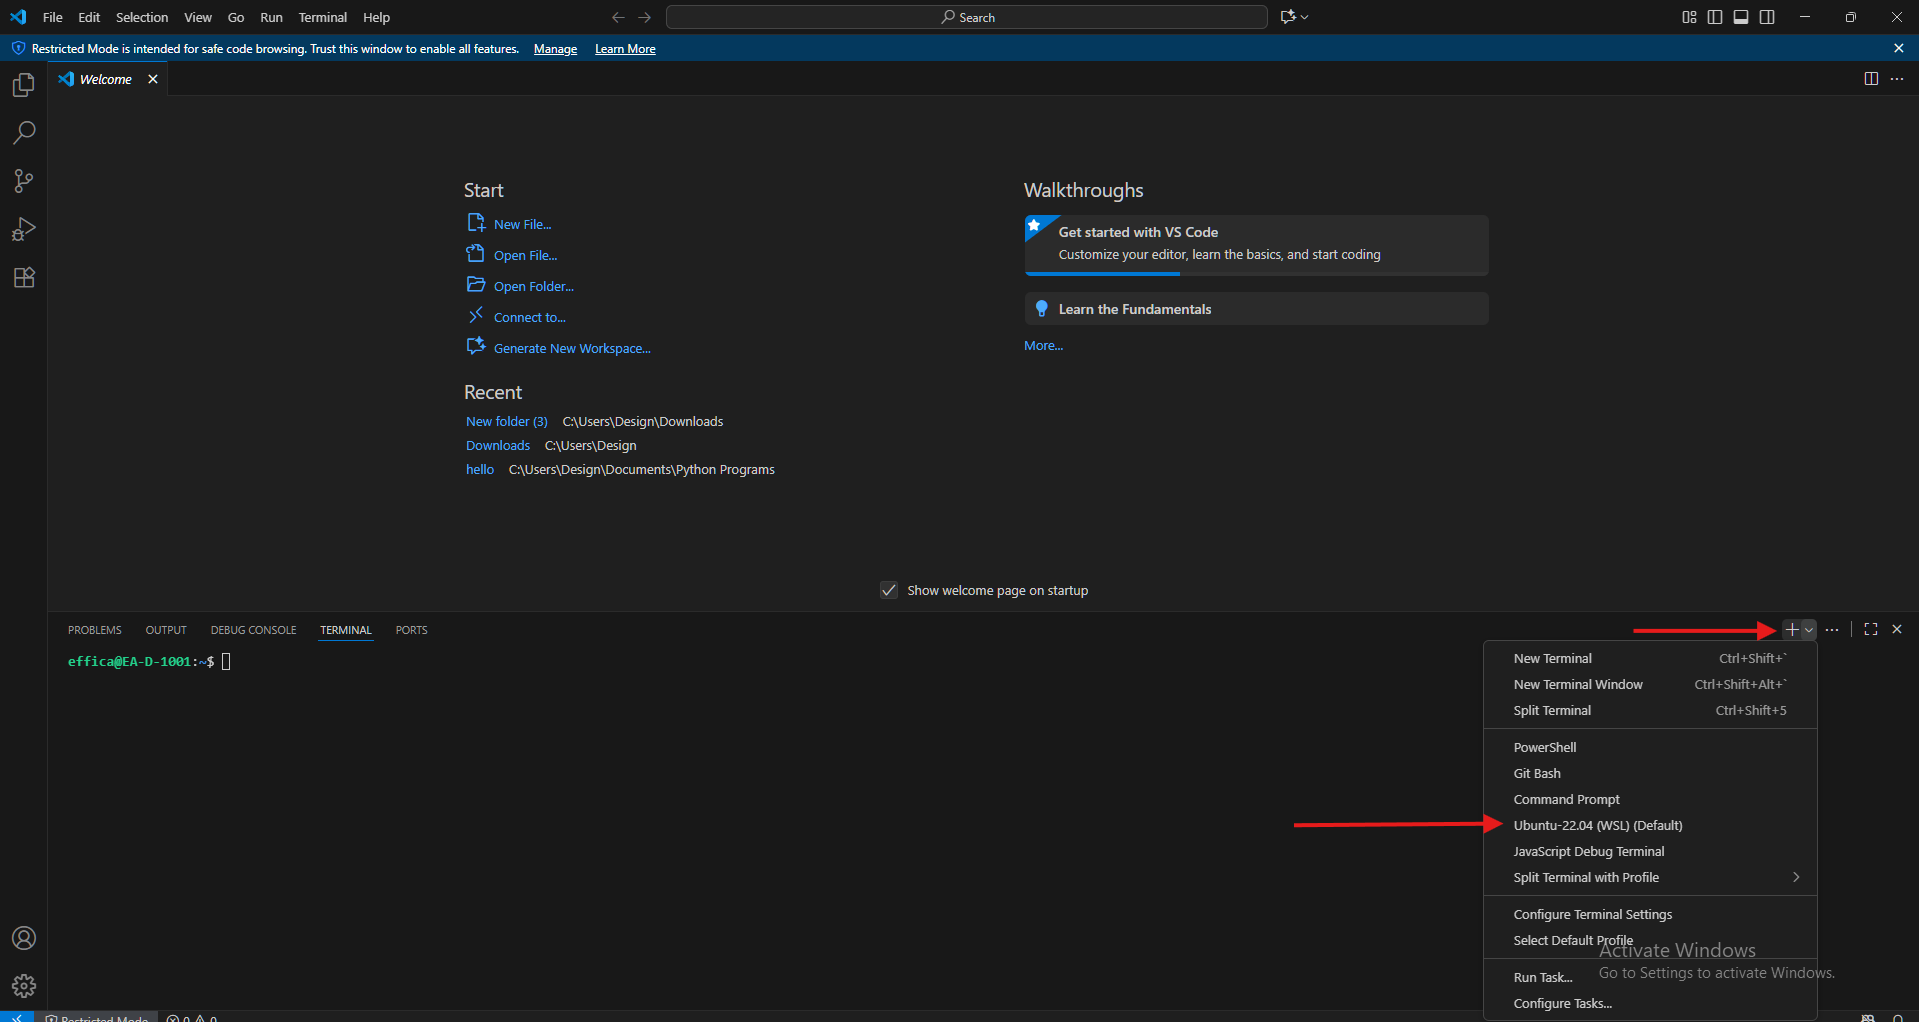 File Edit Selection View Go Run Terminal Help Search
Restricted Mode is intended for safe code browsing. Trust this window to enable all features. Manage Learn More
Welcome
Start
New File...
Open File...
Open Folder...
Connect to...
Generate New Workspace...
Recent
New folder (3) C:\Users\Design\Downloads
Downloads C:\Users\Design
hello C:\Users\Design\Documents\Python Programs
Walkthroughs
Get started with VS Code
Customize your editor, learn the basics, and start coding
Learn the Fundamentals
More...
Show welcome page on startup
PROBLEMS OUTPUT DEBUG CONSOLE TERMINAL PORTS
effica@EA-D-1001:~$
New Terminal Ctrl+Shift+`
New Terminal Window Ctrl+Shift+Alt+`
Split Terminal Ctrl+Shift+5
PowerShell
Git Bash
Command Prompt
Ubuntu-22.04 (WSL) (Default)
JavaScript Debug Terminal
Split Terminal with Profile
Configure Terminal Settings
Select Default Profile
Run Task...
Configure Tasks...
Activate Windows
Go to Settings to activate Windows.
Restricted Mode 0 0